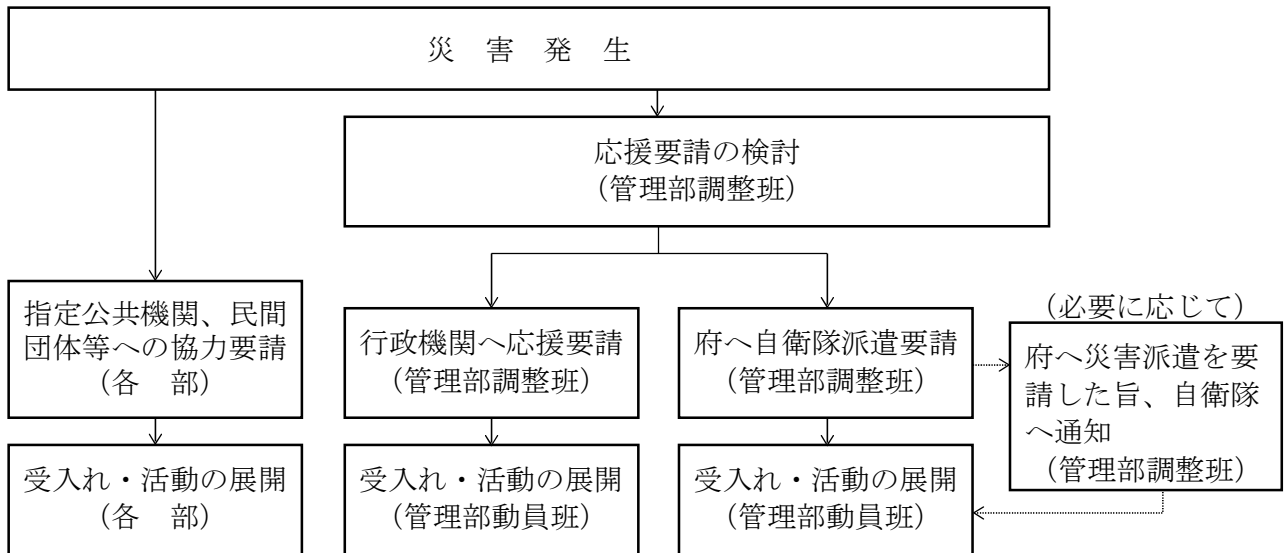 災　害　発　生
応援要請の検討
（管理部調整班）
指定公共機関、民間
団体等への協力要請
（各　部）
行政機関へ応援要請
（管理部調整班）
府へ自衛隊派遣要請
（管理部調整班）
（必要に応じて）
府へ災害派遣を要
請した旨、自衛隊
へ通知
（管理部調整班）
受入れ・活動の展開
（各　部）
受入れ・活動の展開
（管理部動員班）
受入れ・活動の展開
（管理部動員班）